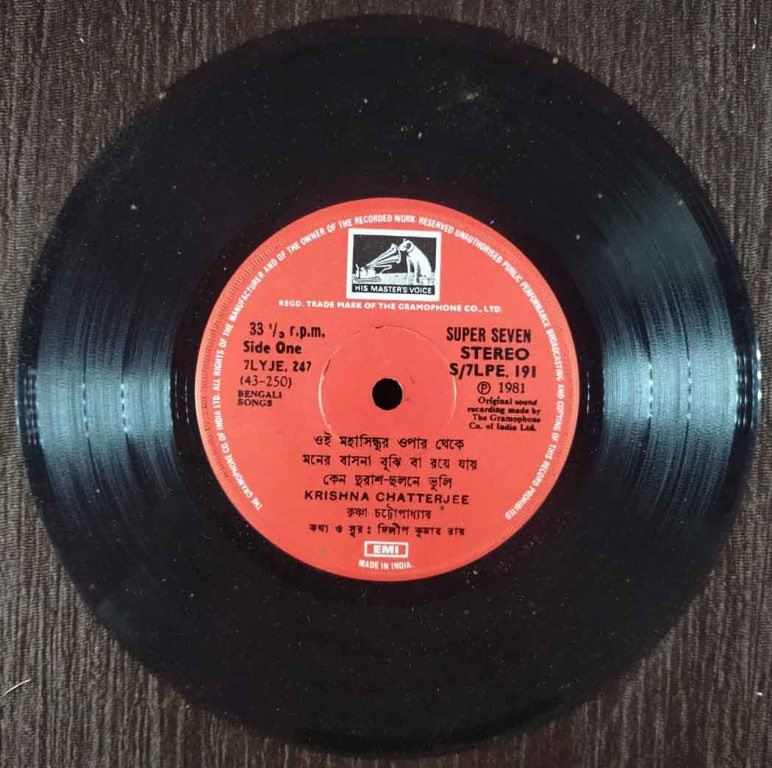 THE GRAMOPHONE CO. OF INDIA LTD. ALL RIGHTS OF THE MANUFACTURER AND OF THE OWNER OF THE RECORDED WORK RESERVED UNAUTHORISED PUBLIC PERFORMANCE BROADCASTING AND COPYING OF THIS RECORD PROHIBITED
HIS MASTER'S VOICE
REGD. TRADE MARK OF THE GRAMOPHONE CO., LTD.
33 1/3 r.p.m.
Side One
7LYJE, 247
(43-250)
BENGALI
SONGS
SUPER SEVEN
STEREO
S/7LPE, 191
℗ 1981
Original sound
recording made by
The Gramophone
Co. of India Ltd.
ওই মহাসিন্ধুর ওপার থেকে
মনের বাসনা বুঝি বা রয়ে যায়
কেন দুরাশ-ছলনে ভুলি
KRISHNA CHATTERJEE
কৃষ্ণা চট্টোপাধ্যায়
কথা ও সুর : দিলীপ কুমার রায়
EMI
MADE IN INDIA.